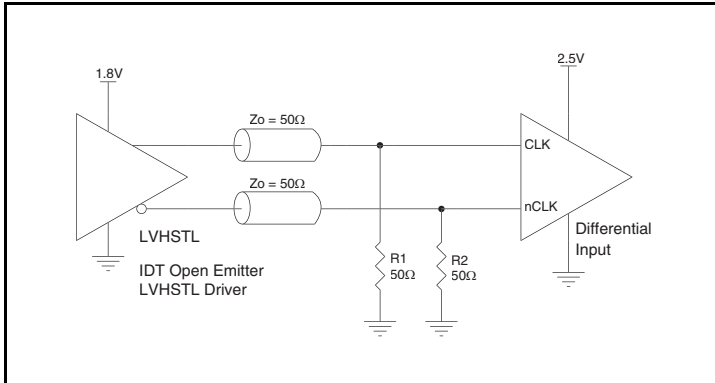 1.8V
2.5V
Zo = 50Ω
CLK
Zo = 50Ω
nCLK
LVHSTL
IDT Open Emitter
LVHSTL Driver
R1
50Ω
R2
50Ω
Differential
Input